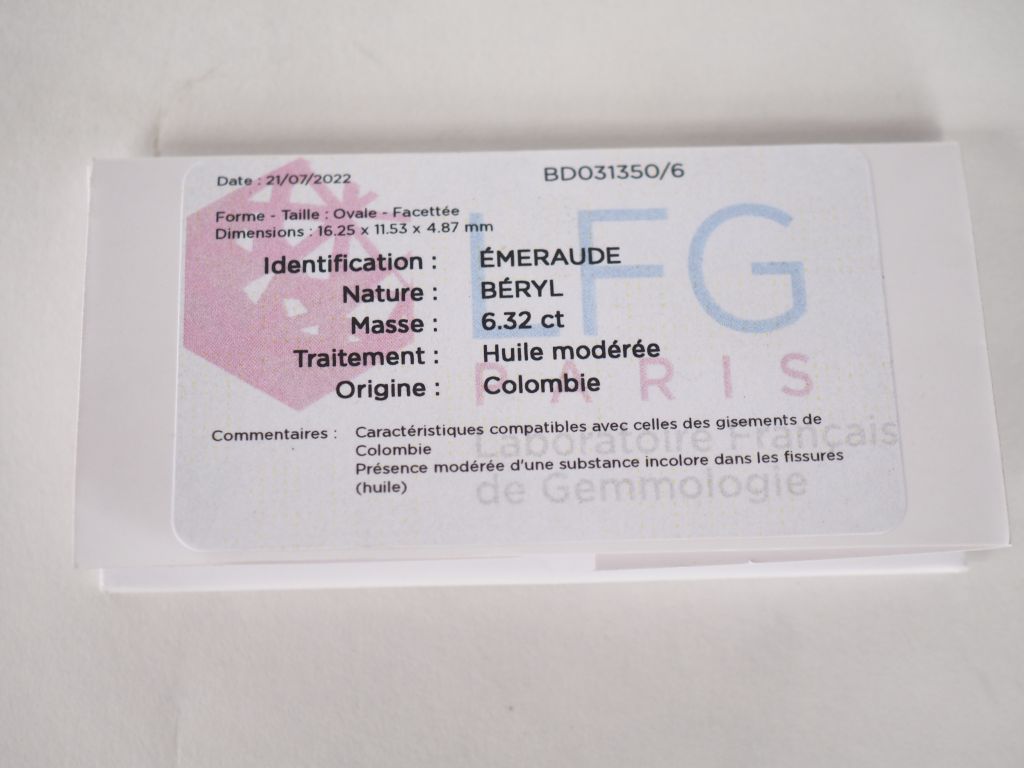 Date : 21/07/2022
BD031350/6
Forme - Taille : Ovale - Facettée
Dimensions : 16.25 x 11.53 x 4.87 mm
Identification : ÉMERAUDE
Nature : BÉRYL
Masse : 6.32 ct
Traitement : Huile modérée
Origine : Colombie
Commentaires : Caractéristiques compatibles avec celles des gisements de
Colombie
Présence modérée d'une substance incolore dans les fissures
(huile)
LFG
PARIS
Laboratoire Français
de Gemmologie